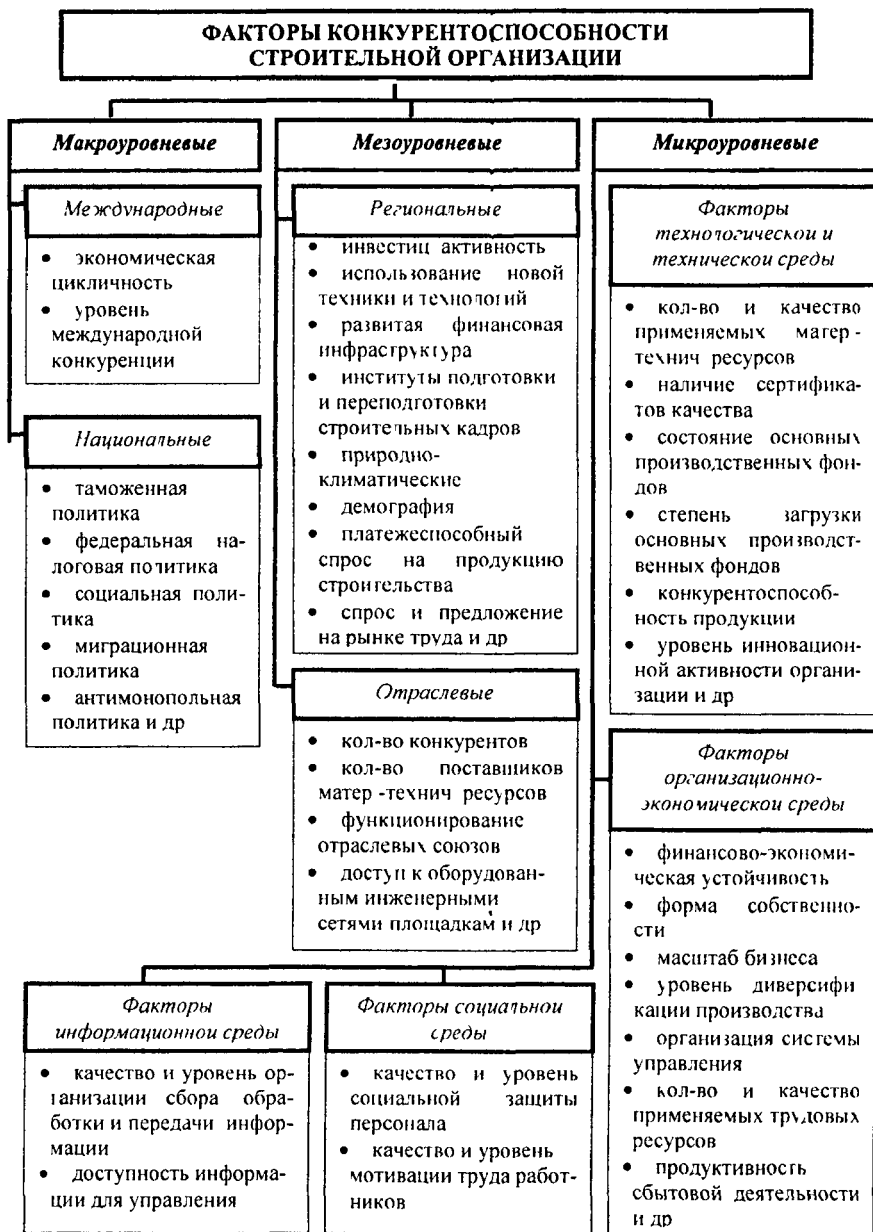 ФАКТОРЫ КОНКУРЕНТОСПОСОБНОСТИ
СТРОИТЕЛЬНОЙ ОРГАНИЗАЦИИ
Макроуровневые
Международные
• экономическая
цикличность
• уровень
международной
конкуренции
Национальные
• таможенная
политика
• федеральная на-
логовая политика
• социальная поли-
тика
• миграционная
политика
• антимонопольная
политика и др
Мезоуровневые
Региональные
• инвестиц активность
• использование новой
техники и технологий
• развитая финансовая
инфраструктура
• институты подготовки
и переподготовки
строительных кадров
• природно-
климатические
• демография
• платежеспособный
спрос на продукцию
строительства
• спрос и предложение
на рынке труда и др
Отраслевые
• кол-во конкурентов
• кол-во поставщиков
матер -технич ресурсов
• функционирование
отраслевых союзов
• доступ к оборудован-
ным инженерными
сетями площадкам и др
Микроуровневые
Факторы
технологической и
технической среды
• кол-во и качество
применяемых матер -
технич ресурсов
• наличие сертифика-
тов качества
• состояние основных
производственных фон-
дов
• степень загрузки
основных производст-
венных фондов
• конкурентоспособ-
ность продукции
• уровень инновацион-
ной активности органи-
зации и др
Факторы
организационно-
экономической среды
• финансово-экономи-
ческая устойчивость
• форма собственно-
сти
• масштаб бизнеса
• уровень диверсифи
кации производства
• организация системы
управления
• кол-во и качество
применяемых трудовых
ресурсов
• продуктивность
сбытовой деятельности
и др
Факторы
информационной среды
• качество и уровень ор-
ганизации сбора обра-
ботки и передачи инфор-
мации
• доступность информа-
ции для управления
Факторы социальной
среды
• качество и уровень
социальной защиты
персонала
• качество и уровень
мотивации труда работ-
ников